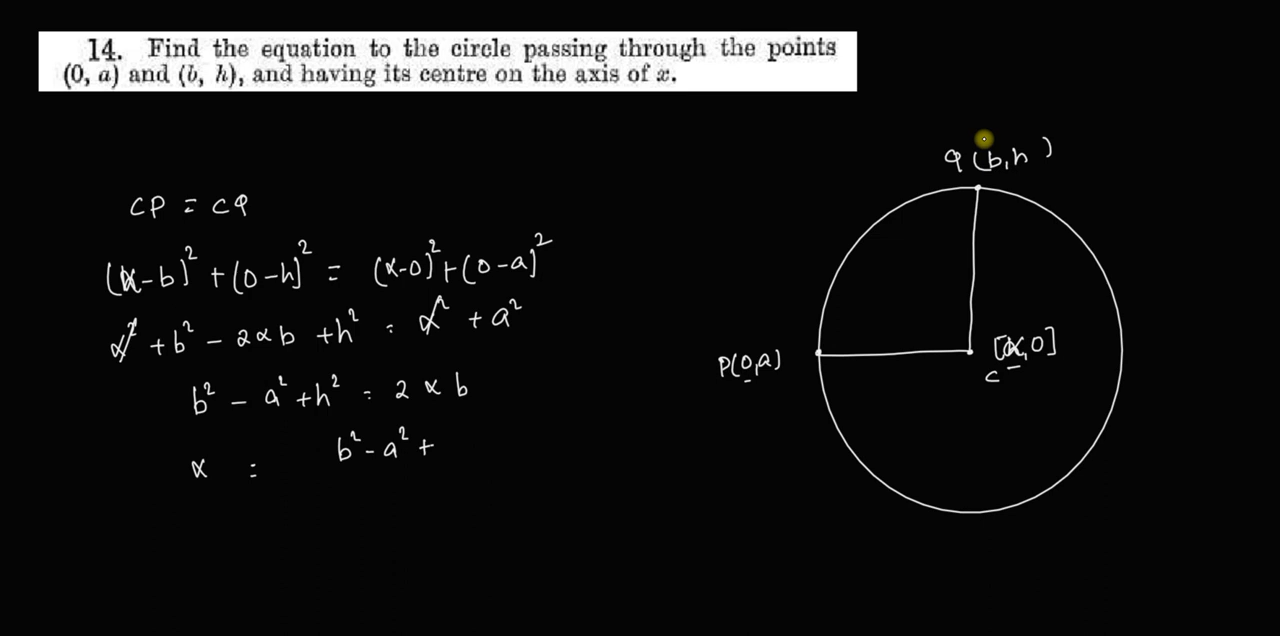 14. Find the equation to the circle passing through the points
(0, a) and (b, h), and having its centre on the axis of x.
CP = CQ
(α-b)² + (0-h)² = (α-0)² + (0-a)²
α² + b² - 2αb + h² = α² + a²
b² - a² + h² = 2αb
α = b² - a² +
Q (b, h)
P(0,a)
[α,0]
C